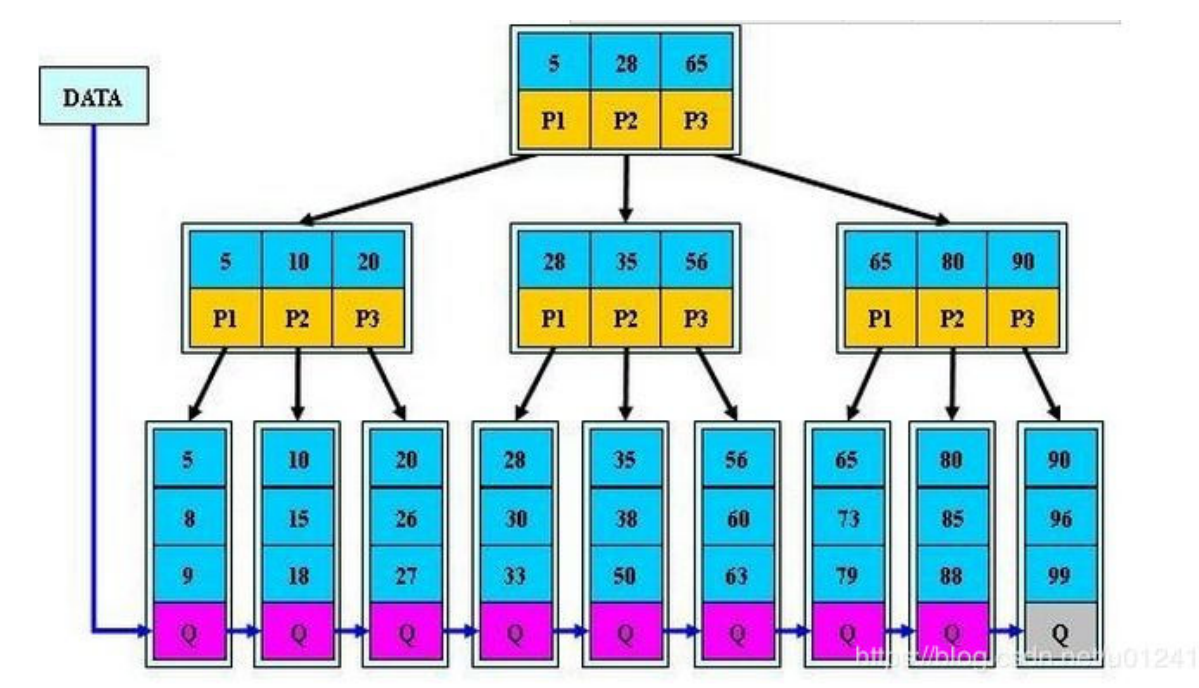 5 28 65
DATA
P1 P2 P3
5 10 20
28 35 56
65 80 90
P1 P2 P3
P1 P2 P3
P1 P2 P3
5 10 20 28 35 56 65 80 90
8 15 26 30 38 60 73 85 96
9 18 27 33 50 63 79 88 99
Q Q Q Q Q Q Q Q Q
https://blog.csdn.net/u01241